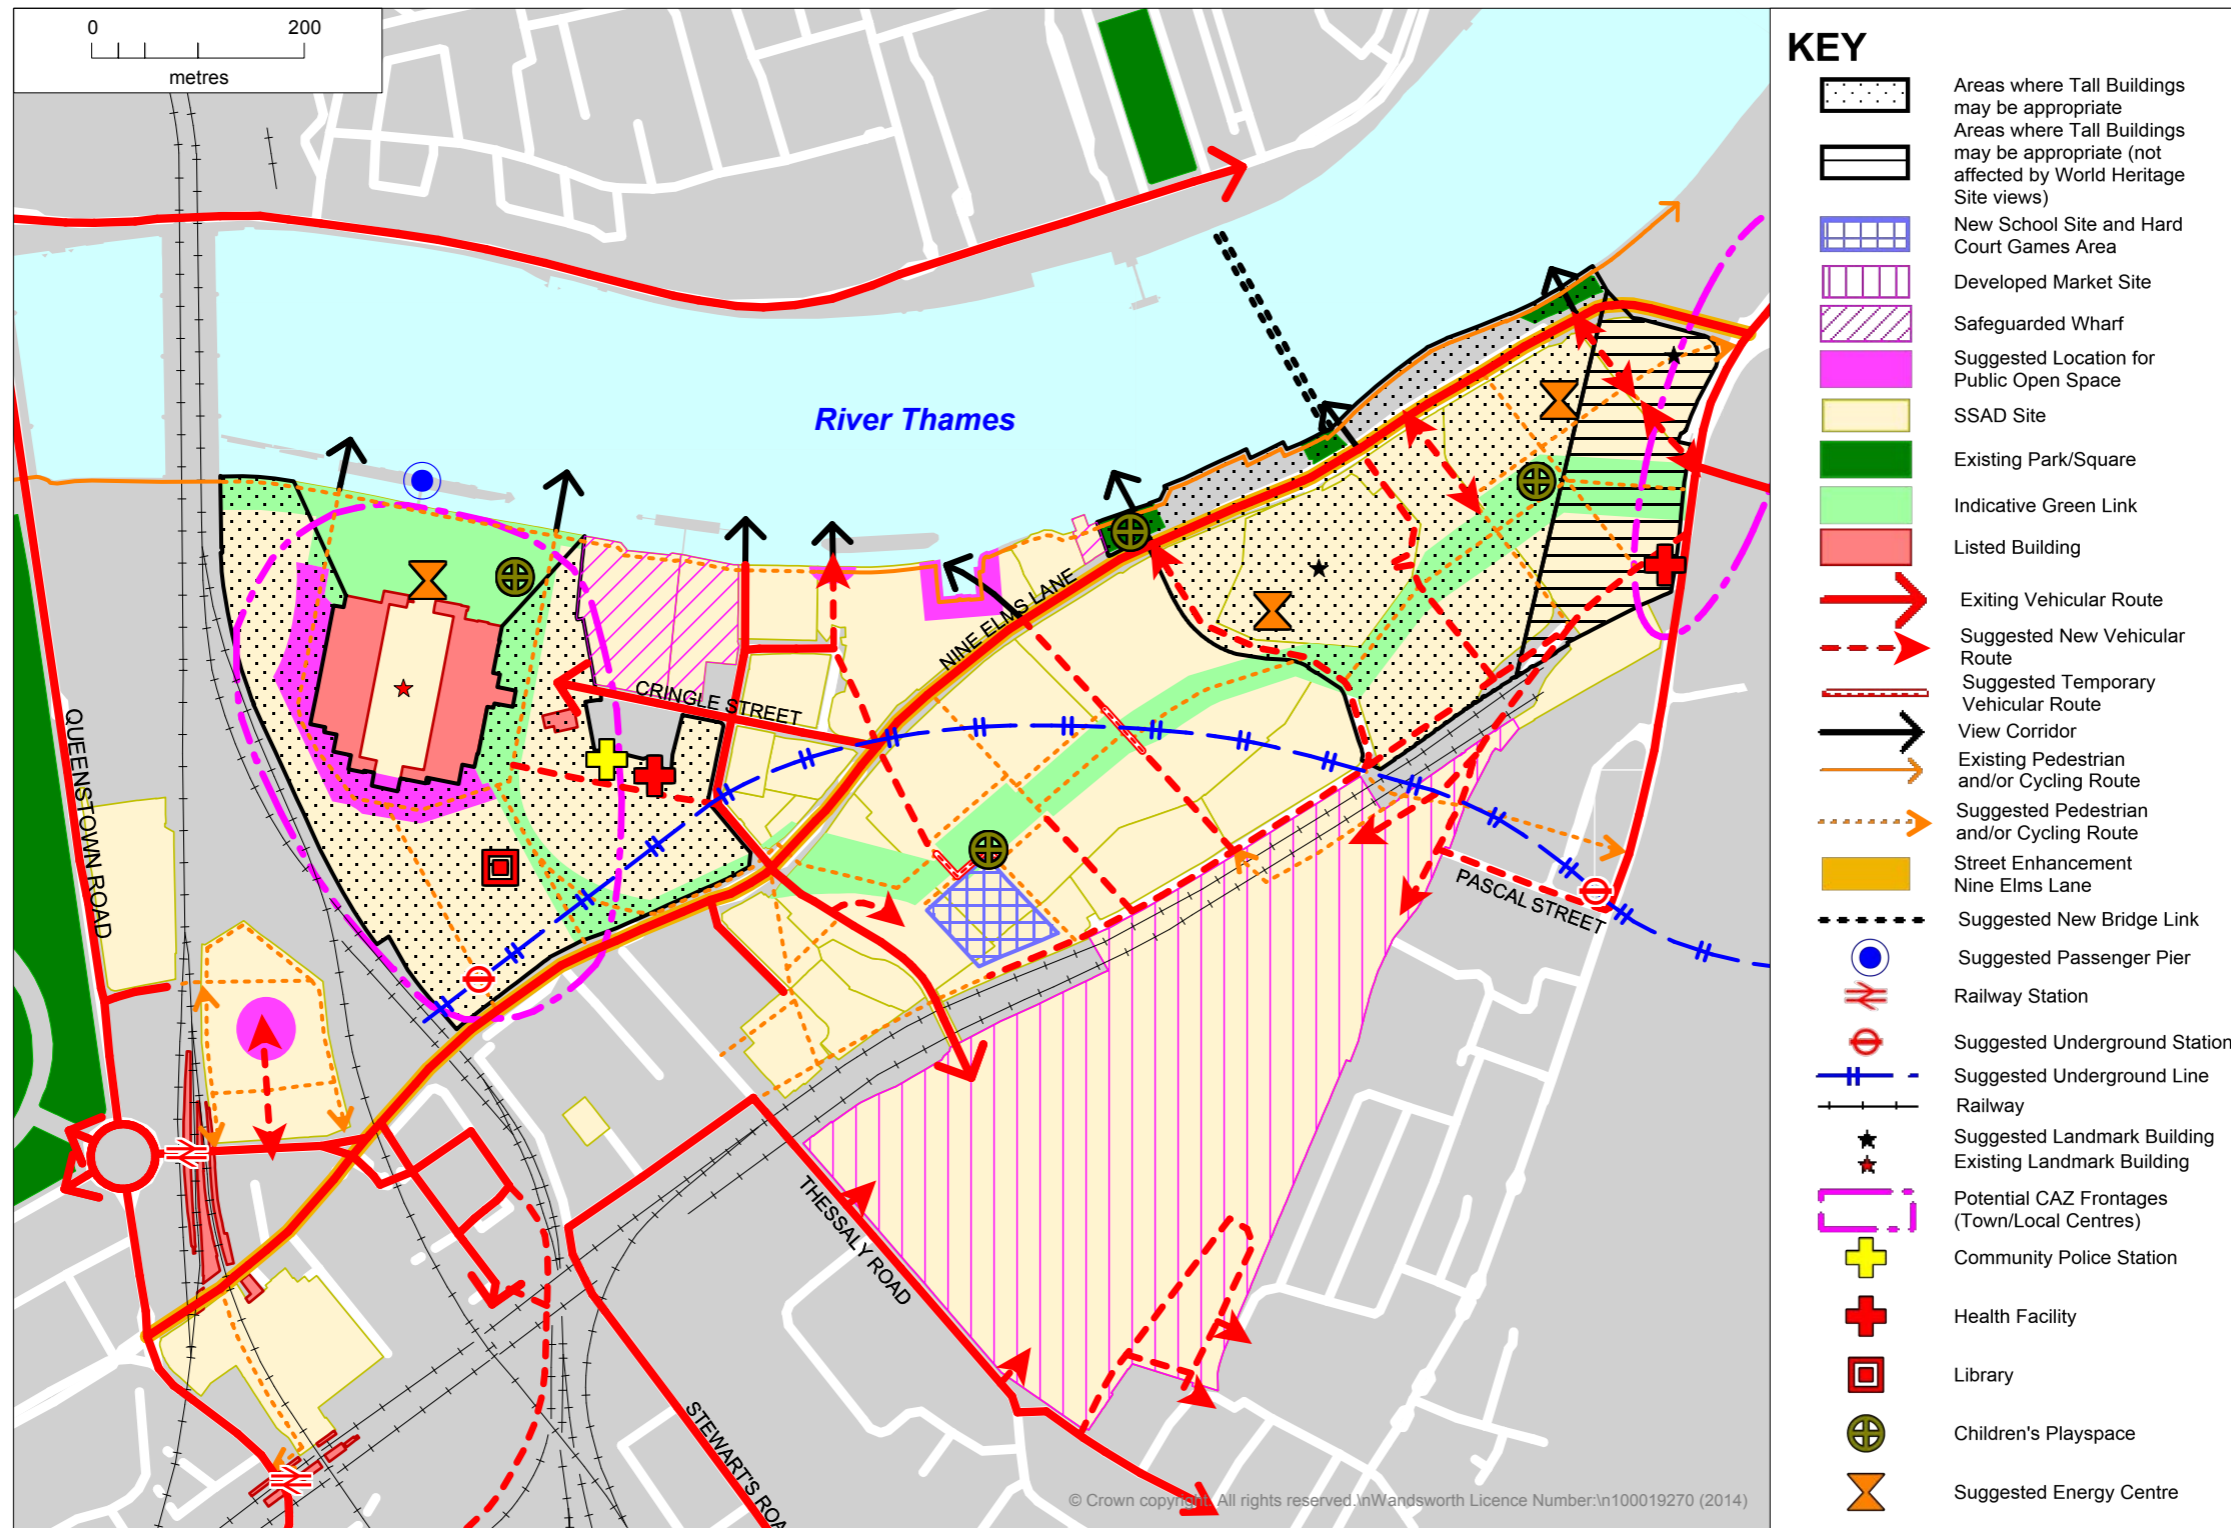 0 200
metres
River Thames
NINE ELMS LANE
CRINGLE STREET
QUEENSTOWN ROAD
PASCAL STREET
THESSALY ROAD
STEWART'S ROA
© Crown copyright. All rights reserved.\nWandsworth Licence Number:\n100019270 (2014)
KEY
Areas where Tall Buildings
may be appropriate
Areas where Tall Buildings
may be appropriate (not
affected by World Heritage
Site views)
New School Site and Hard
Court Games Area
Developed Market Site
Safeguarded Wharf
Suggested Location for
Public Open Space
SSAD Site
Existing Park/Square
Indicative Green Link
Listed Building
Exiting Vehicular Route
Suggested New Vehicular
Route
Suggested Temporary
Vehicular Route
View Corridor
Existing Pedestrian
and/or Cycling Route
Suggested Pedestrian
and/or Cycling Route
Street Enhancement
Nine Elms Lane
Suggested New Bridge Link
Suggested Passenger Pier
Railway Station
Suggested Underground Station
Suggested Underground Line
Railway
Suggested Landmark Building
Existing Landmark Building
Potential CAZ Frontages
(Town/Local Centres)
Community Police Station
Health Facility
Library
Children's Playspace
Suggested Energy Centre